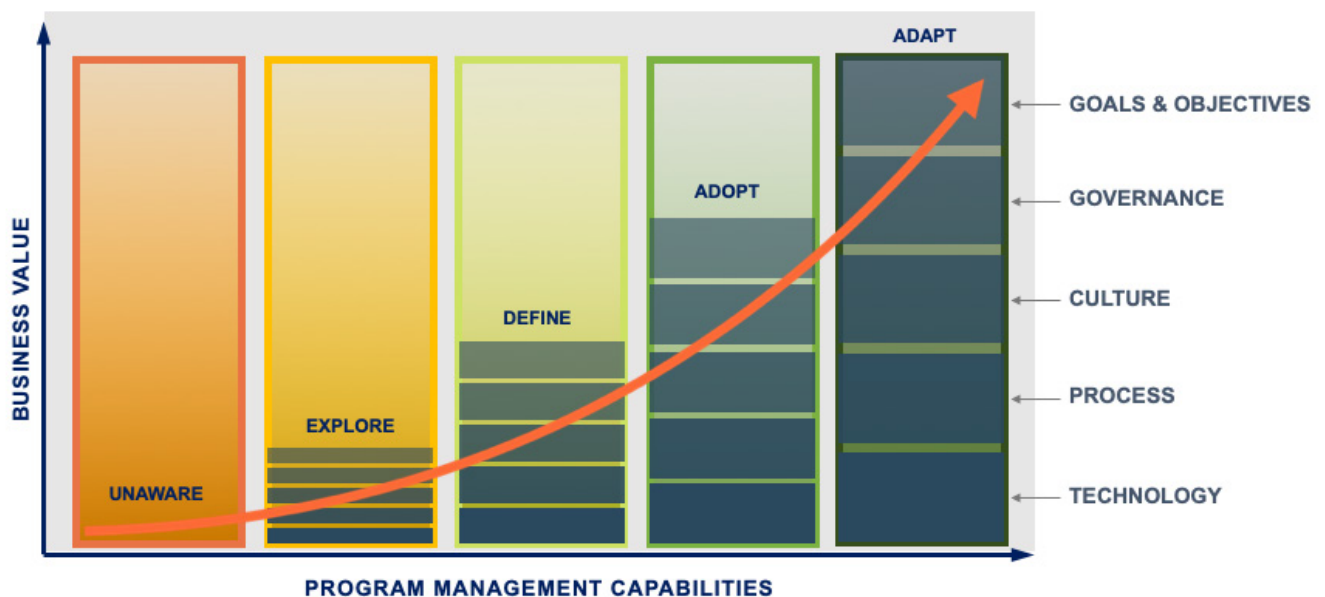 ADAPT
GOALS & OBJECTIVES
ADOPT
GOVERNANCE
DEFINE
CULTURE
EXPLORE
PROCESS
UNAWARE
TECHNOLOGY
BUSINESS VALUE
PROGRAM MANAGEMENT CAPABILITIES